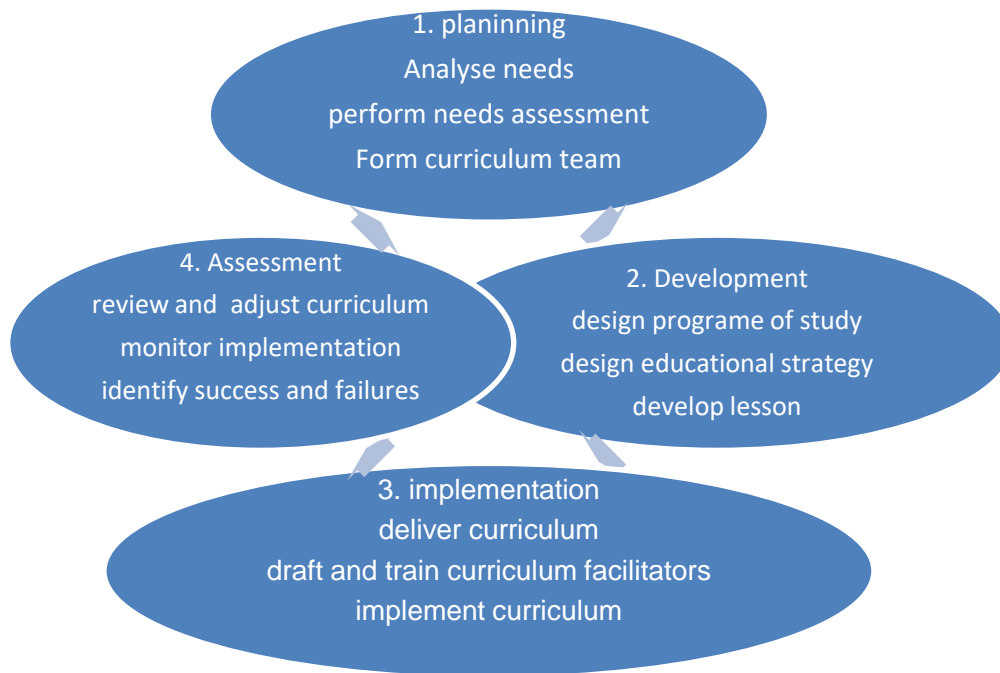 1. planinning
Analyse needs
perform needs assessment
Form curriculum team
4. Assessment
review and  adjust curriculum
monitor implementation
identify success and failures
2. Development
design programe of study
design educational strategy
develop lesson
3. implementation
deliver curriculum
draft and train curriculum facilitators
implement curriculum